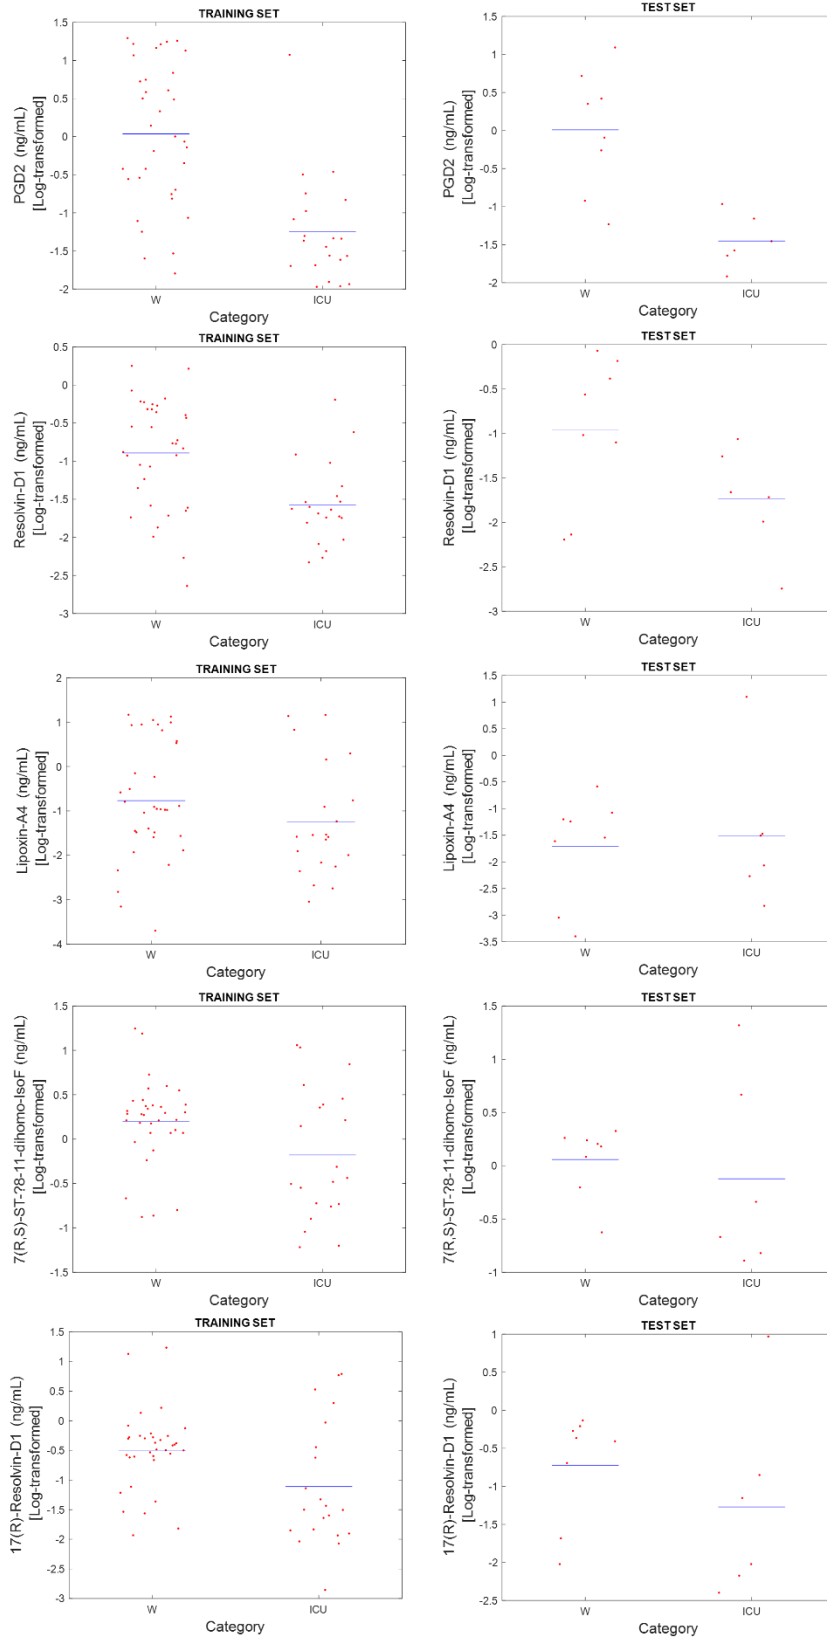 TRAINING SET
1.5
1
0.5
0
-0.5
-1
-1.5
-2
PGD2 (ng/mL)
[Log-transformed]
W
ICU
Category
TEST SET
1.5
1
0.5
0
-0.5
-1
-1.5
-2
PGD2 (ng/mL)
[Log-transformed]
W
ICU
Category
TRAINING SET
0.5
0
-0.5
-1
-1.5
-2
-2.5
-3
Resolvin-D1 (ng/mL)
[Log-transformed]
W
ICU
Category
TEST SET
0
-0.5
-1
-1.5
-2
-2.5
-3
Resolvin-D1 (ng/mL)
[Log-transformed]
W
ICU
Category
TRAINING SET
2
1
0
-1
-2
-3
-4
Lipoxin-A4 (ng/mL)
[Log-transformed]
W
ICU
Category
TEST SET
1.5
1
0.5
0
-0.5
-1
-1.5
-2
-2.5
-3
-3.5
Lipoxin-A4 (ng/mL)
[Log-transformed]
W
ICU
Category
TRAINING SET
1.5
1
0.5
0
-0.5
-1
-1.5
7(R,S)-ST-?8-11-dihomo-IsoF (ng/mL)
[Log-transformed]
W
ICU
Category
TEST SET
1.5
1
0.5
0
-0.5
-1
7(R,S)-ST-?8-11-dihomo-IsoF (ng/mL)
[Log-transformed]
W
ICU
Category
TRAINING SET
1.5
1
0.5
0
-0.5
-1
-1.5
-2
-2.5
-3
17(R)-Resolvin-D1 (ng/mL)
[Log-transformed]
W
ICU
Category
TEST SET
1
0.5
0
-0.5
-1
-1.5
-2
-2.5
17(R)-Resolvin-D1 (ng/mL)
[Log-transformed]
W
ICU
Category